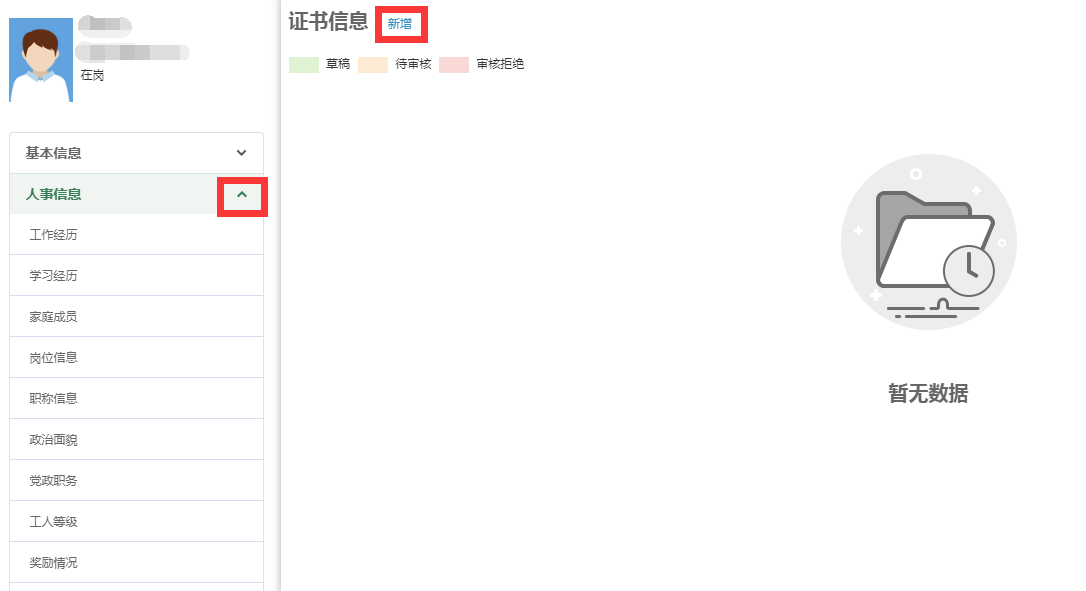 在岗
基本信息
人事信息
工作经历
学习经历
家庭成员
岗位信息
职称信息
政治面貌
党政职务
工人等级
奖励情况
证书信息 新增
草稿 待审核 审核拒绝
暂无数据